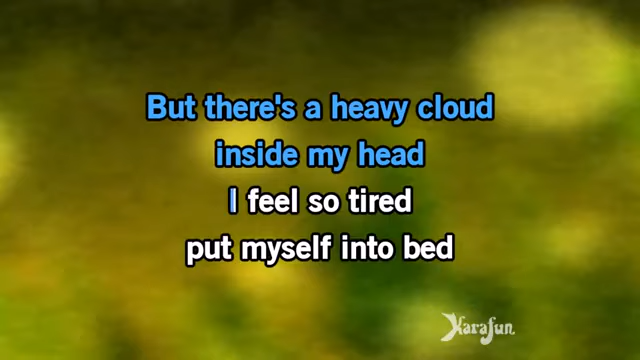 But there's a heavy cloud
inside my head
I feel so tired
put myself into bed
Karafun